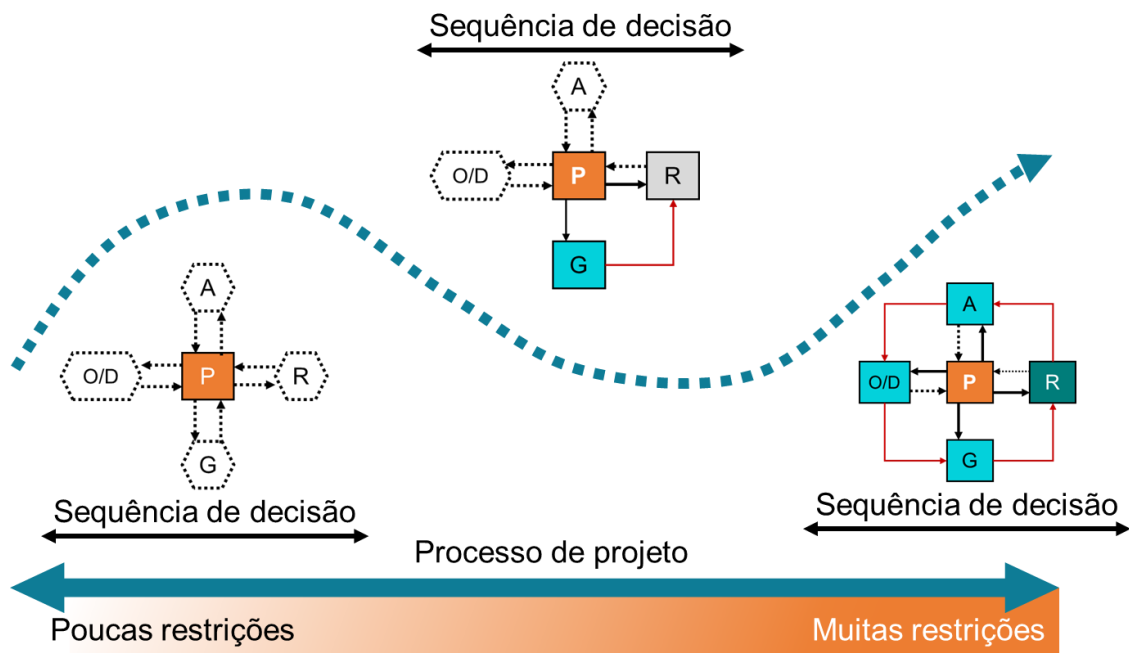 Sequência de decisão
A
O/D
P
R
G
A
O/D
P
R
G
Sequência de decisão
A
O/D
P
R
G
Sequência de decisão
Processo de projeto
Poucas restrições
Muitas restrições